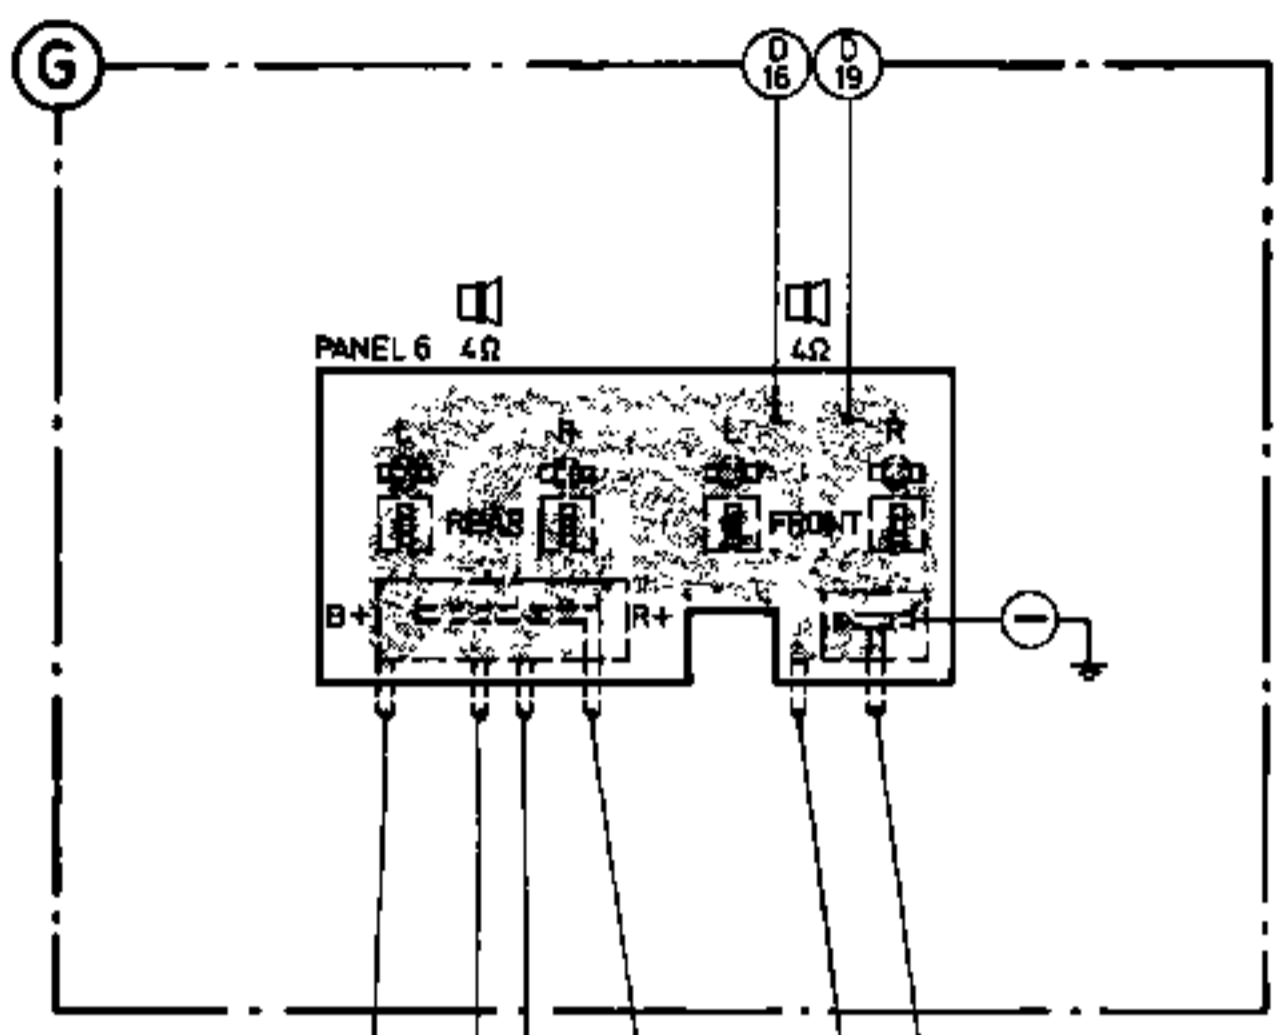 G
D
16
D
19
PANEL 6 4Ω 4Ω
L R L R
REAR FRONT
B+ R+